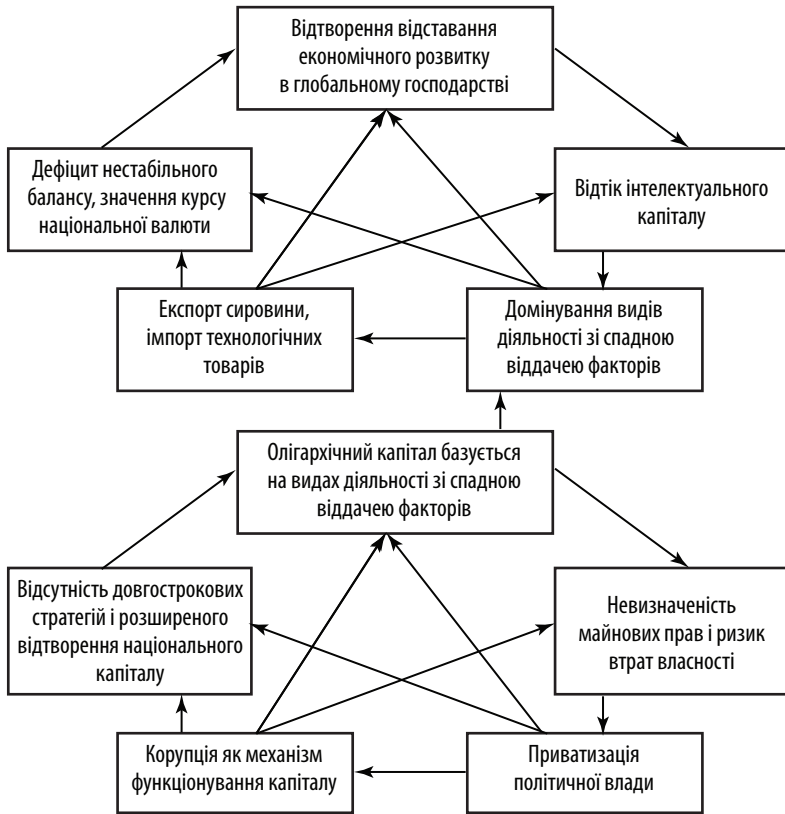 Відтворення відставання
економічного розвитку
в глобальному господарстві
Дефіцит нестабільного
балансу, значення курсу
національної валюти
Відтік інтелектуального
капіталу
Експорт сировини,
імпорт технологічних
товарів
Домінування видів
діяльності зі спадною
віддачею факторів
Олігархічний капітал базується
на видах діяльності зі спадною
віддачею факторів
Відсутність довгострокових
стратегій і розширеного
відтворення національного
капіталу
Невизначеність
майнових прав і ризик
втрат власності
Корупція як механізм
функціонування капіталу
Приватизація
політичної влади